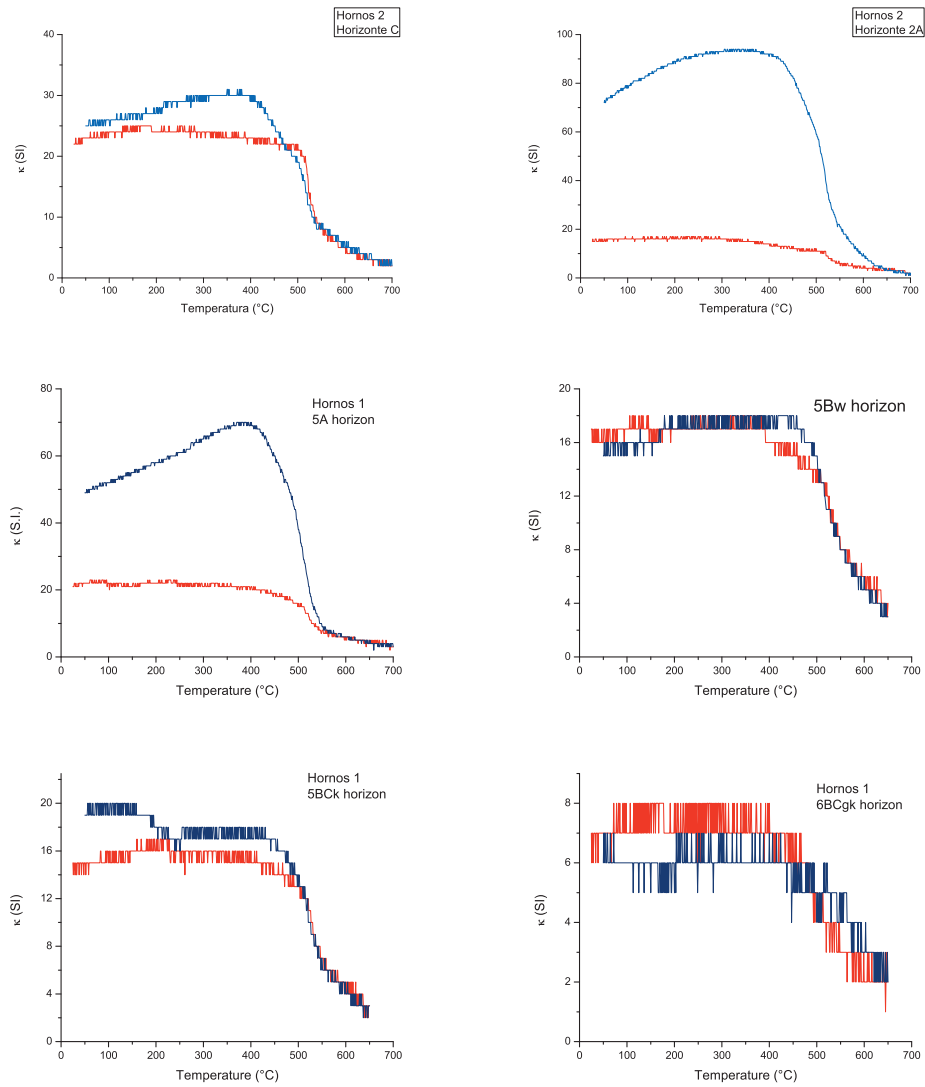 Hornos 2
Horizonte C
40
30
20
10
0
κ (SI)
0 100 200 300 400 500 600 700
Temperatura (°C)
Hornos 2
Horizonte 2A
100
80
60
40
20
0
κ (SI)
0 100 200 300 400 500 600 700
Temperatura (°C)
Hornos 1
5A horizon
80
60
40
20
0
κ (S.I.)
0 100 200 300 400 500 600 700
Temperature (°C)
5Bw horizon
20
16
12
8
4
0
κ (SI)
0 100 200 300 400 500 600 700
Temperature (°C)
Hornos 1
5BCk horizon
20
16
12
8
4
0
κ (SI)
0 100 200 300 400 500 600 700
Temperature (°C)
Hornos 1
6BCgk horizon
8
6
4
2
0
κ (SI)
0 100 200 300 400 500 600 700
Temperature (°C)